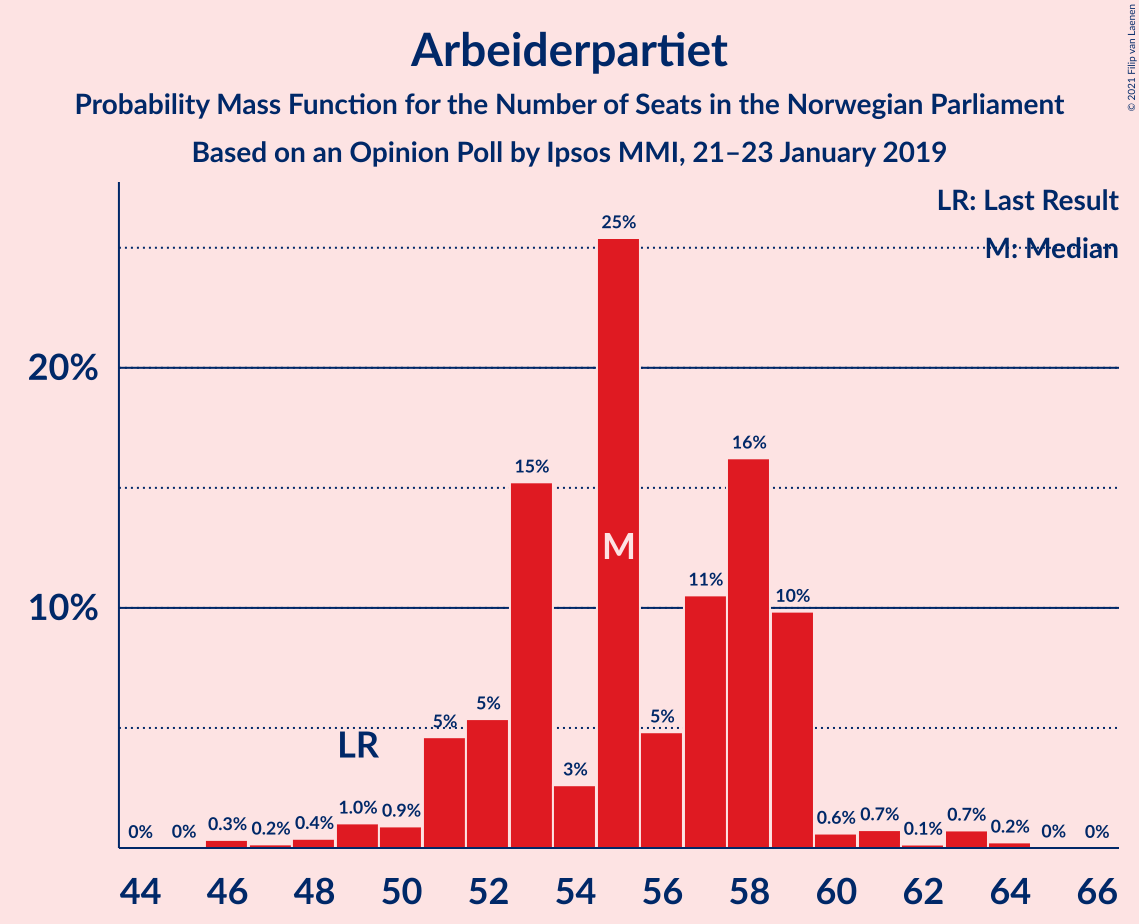 Arbeiderpartiet
Probability Mass Function for the Number of Seats in the Norwegian Parliament
Based on an Opinion Poll by Ipsos MMI, 21–23 January 2019
© 2021 Filip van Laenen
LR: Last Result
M: Median
20%
10%
0% 0% 0.3% 0.2% 0.4% 1.0% 0.9% 5% 5% 15% 3% 25% 5% 11% 16% 10% 0.6% 0.7% 0.1% 0.7% 0.2% 0% 0%
LR
M
44 46 48 50 52 54 56 58 60 62 64 66